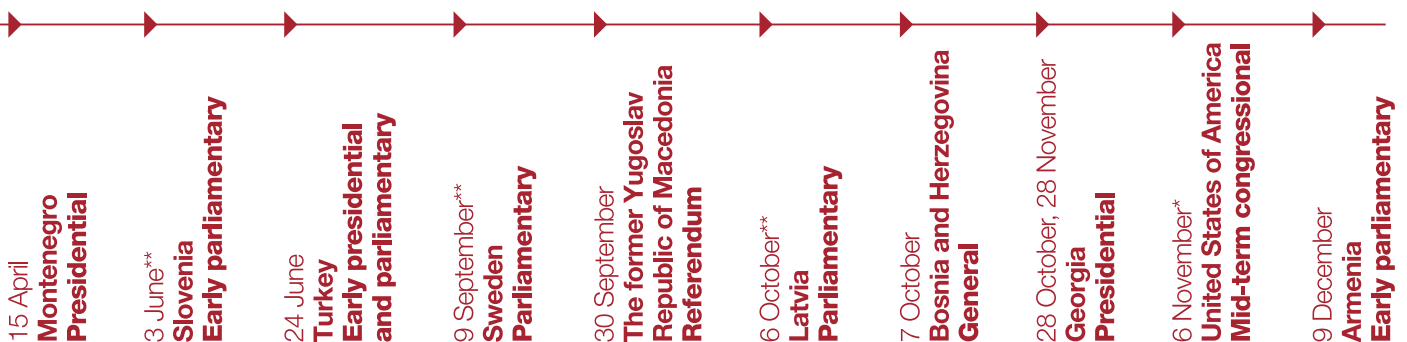 15 April
Montenegro
Presidential
3 June**
Slovenia
Early parliamentary
24 June
Turkey
Early presidential
and parliamentary
9 September**
Sweden
Parliamentary
30 September
The former Yugoslav
Republic of Macedonia
Referendum
6 October**
Latvia
Parliamentary
7 October
Bosnia and Herzegovina
General
28 October, 28 November
Georgia
Presidential
6 November*
United States of America
Mid-term congressional
9 December
Armenia
Early parliamentary